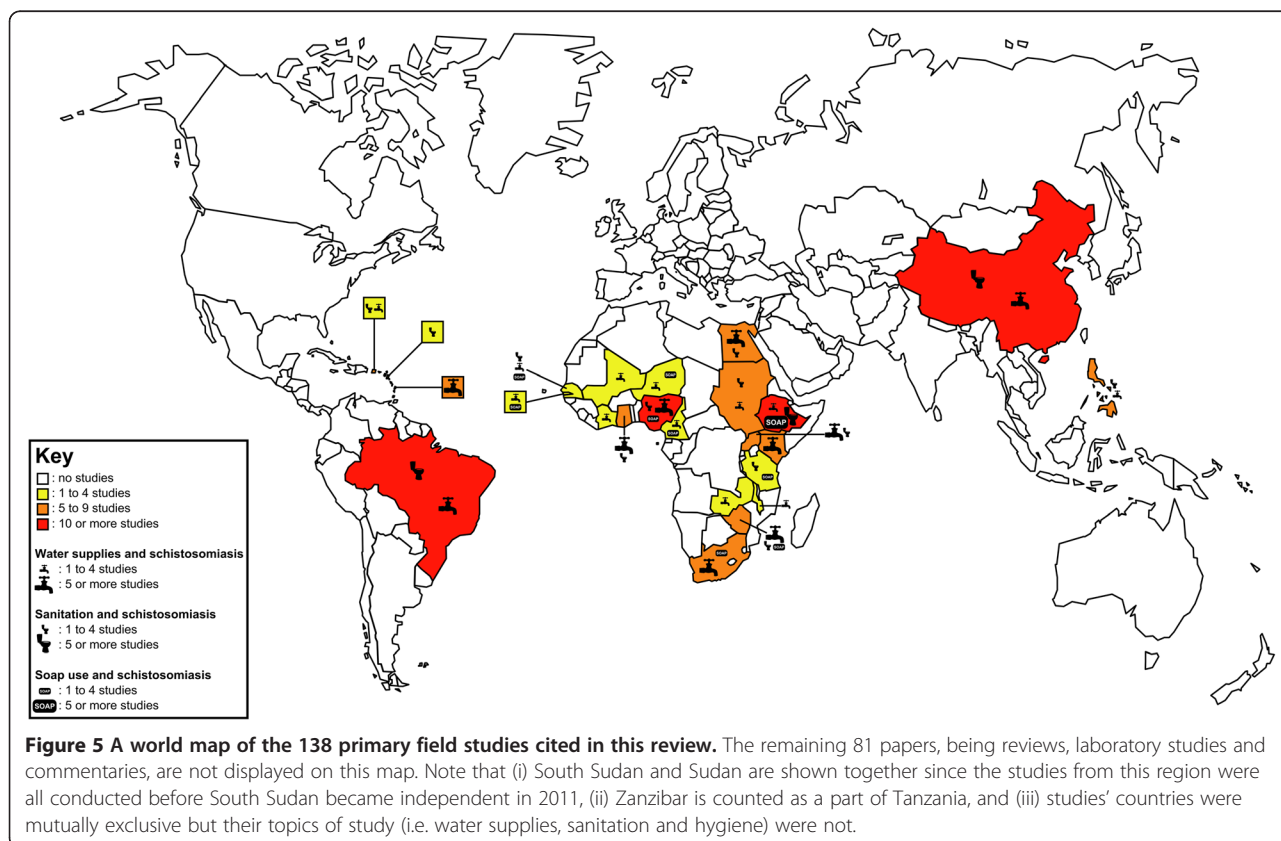 SOAP
SOAP
SOAP
SOAP
SOAP
SOAP
SOAP
SOAP
SOAP
Key
: no studies
: 1 to 4 studies
: 5 to 9 studies
: 10 or more studies
Water supplies and schistosomiasis
: 1 to 4 studies
: 5 or more studies
Sanitation and schistosomiasis
: 1 to 4 studies
: 5 or more studies
Soap use and schistosomiasis
SOAP : 1 to 4 studies
SOAP : 5 or more studies
Figure 5 A world map of the 138 primary field studies cited in this review. The remaining 81 papers, being reviews, laboratory studies and
commentaries, are not displayed on this map. Note that (i) South Sudan and Sudan are shown together since the studies from this region were
all conducted before South Sudan became independent in 2011, (ii) Zanzibar is counted as a part of Tanzania, and (iii) studies' countries were
mutually exclusive but their topics of study (i.e. water supplies, sanitation and hygiene) were not.